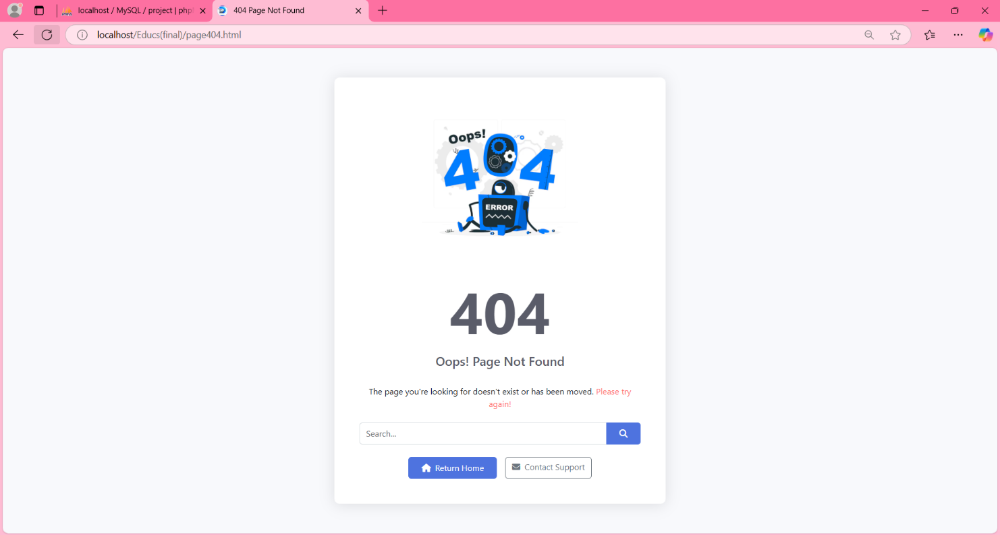 localhost / MySQL / project | php
404 Page Not Found
localhost/Educs(final)/page404.html
Oops!
404
ERROR
404
Oops! Page Not Found
The page you're looking for doesn't exist or has been moved. Please try
again!
Search...
Return Home
Contact Support